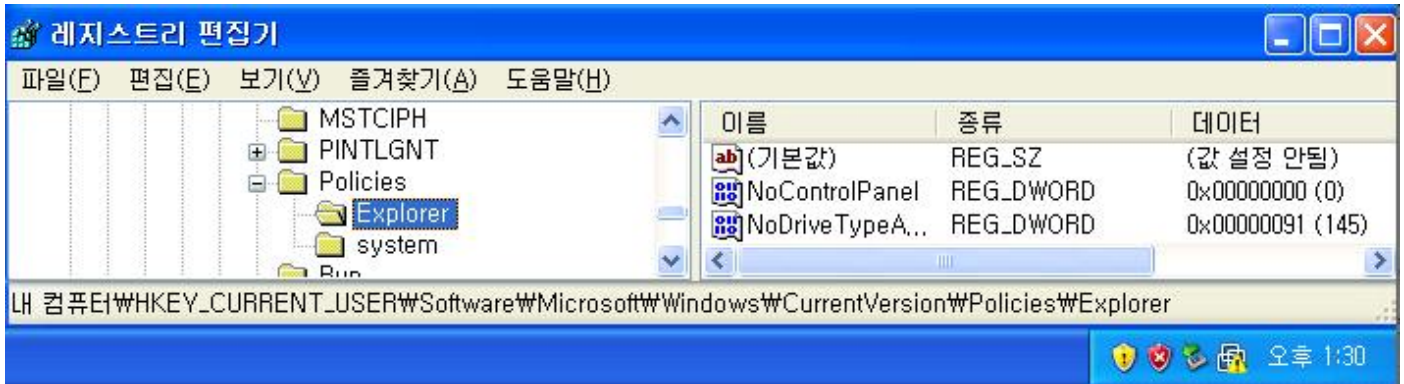 레지스트리 편집기
파일(F) 편집(E) 보기(V) 즐겨찾기(A) 도움말(H)
MSTCIPH
PINTLGNT
Policies
Explorer
system
Run
이름 종류 데이터
(기본값) REG_SZ (값 설정 안됨)
NoControlPanel REG_DWORD 0x00000000 (0)
NoDriveTypeA... REG_DWORD 0x00000091 (145)
내 컴퓨터₩HKEY_CURRENT_USER₩Software₩Microsoft₩Windows₩CurrentVersion₩Policies₩Explorer
오후 1:30